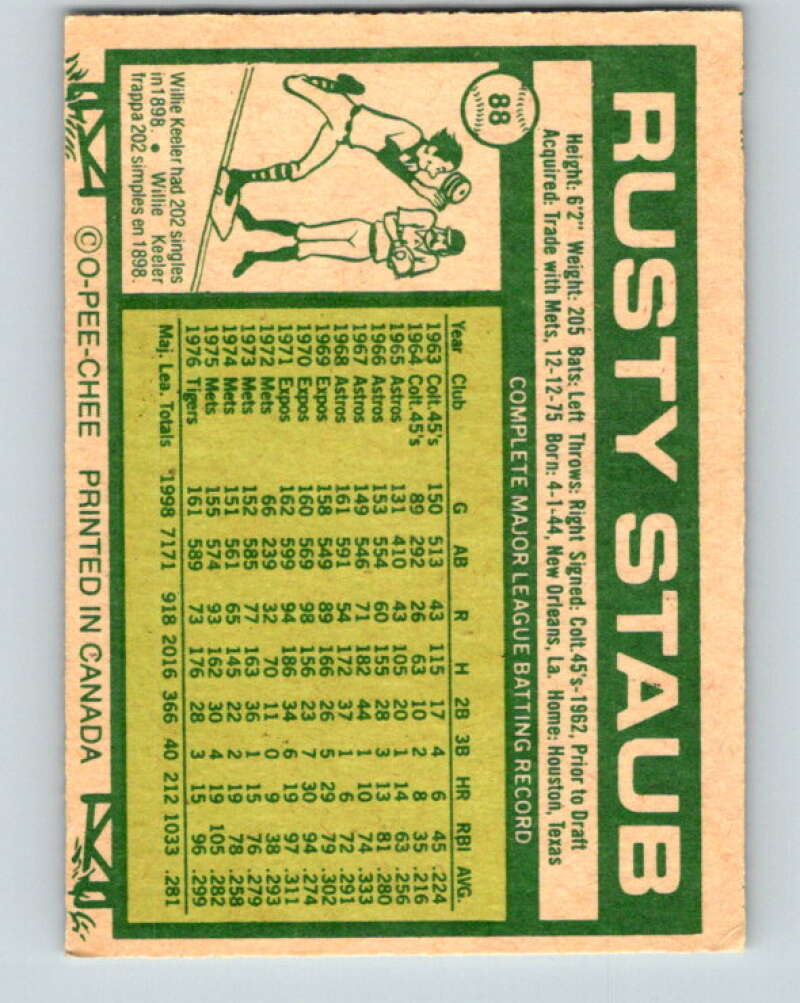 RUSTY STAUB
88
Height: 6'2" Weight: 205 Bats: Left Throws: Right Signed: Colt.45's-1962, Prior to Draft
Acquired: Trade with Mets, 12-12-75 Born: 4-1-44, New Orleans, La. Home: Houston, Texas
COMPLETE MAJOR LEAGUE BATTING RECORD
Year Club G AB R H 2B 3B HR RBI AVG.
1963 Colt.45's 150 513 43 115 17 4 6 45 .224
1964 Colt.45's 89 292 26 63 10 2 8 35 .216
1965 Astros 131 410 43 105 20 1 14 63 .256
1966 Astros 153 554 60 155 28 3 13 81 .280
1967 Astros 149 546 71 182 44 1 10 74 .333
1968 Astros 161 591 54 172 37 1 6 72 .291
1969 Expos 158 549 89 166 26 5 29 79 .302
1970 Expos 160 569 98 156 23 7 30 94 .274
1971 Expos 162 599 94 186 34 6 19 97 .311
1972 Mets 66 239 32 70 11 0 9 38 .293
1973 Mets 152 585 77 163 36 1 15 76 .279
1974 Mets 151 561 65 145 22 2 19 78 .258
1975 Mets 155 574 93 162 30 4 19 105 .282
1976 Tigers 161 589 73 176 28 3 15 96 .299
Maj. Lea. Totals 1998 7171 918 2016 366 40 212 1033 .281
Willie Keeler had 202 singles
in 1898 • Willie Keeler
frappa 202 simples en 1898.
©O-PEE-CHEE PRINTED IN CANADA